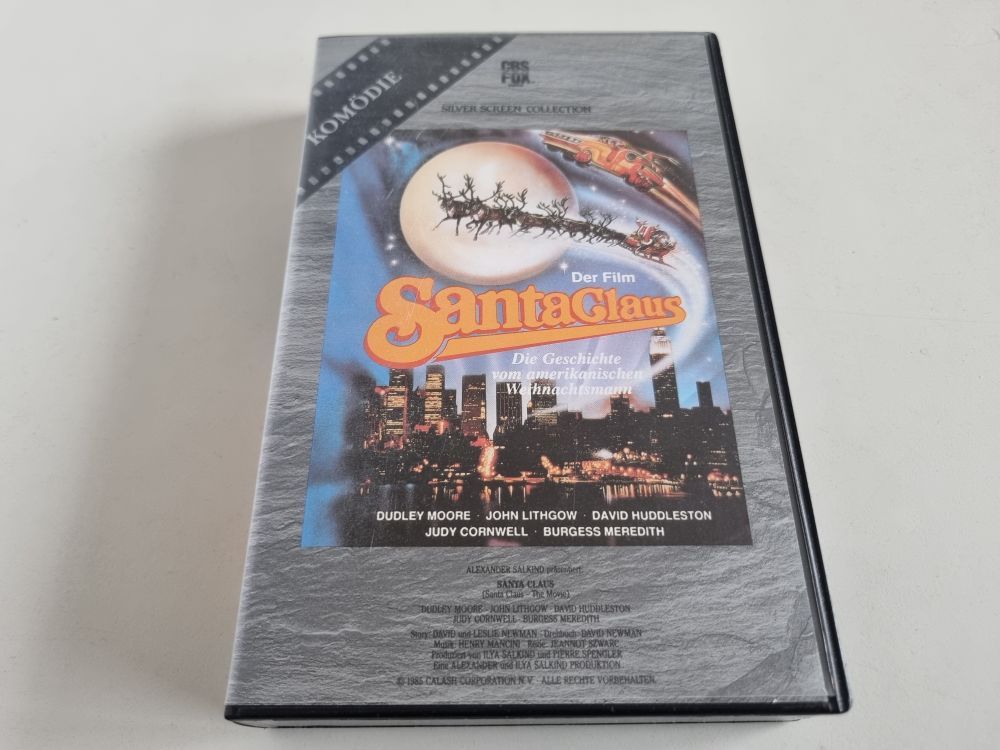 KOMÖDIE
CBS
FOX
SILVER SCREEN COLLECTION
Der Film
SantaClaus
Die Geschichte
vom amerikanischen
Weihnachtsmann
DUDLEY MOORE · JOHN LITHGOW · DAVID HUDDLESTON
JUDY CORNWELL · BURGESS MEREDITH
ALEXANDER SALKIND präsentiert:
SANTA CLAUS
(Santa Claus – The Movie)
DUDLEY MOORE · JOHN LITHGOW · DAVID HUDDLESTON
JUDY CORNWELL · BURGESS MEREDITH
Story: DAVID und LESLIE NEWMAN · Drehbuch: DAVID NEWMAN
Musik: HENRY MANCINI · Regie: JEANNOT SZWARC
Produziert von ILYA SALKIND und PIERRE SPENGLER
Eine ALEXANDER und ILYA SALKIND PRODUKTION
© 1985 CALASH CORPORATION N.V. · ALLE RECHTE VORBEHALTEN.